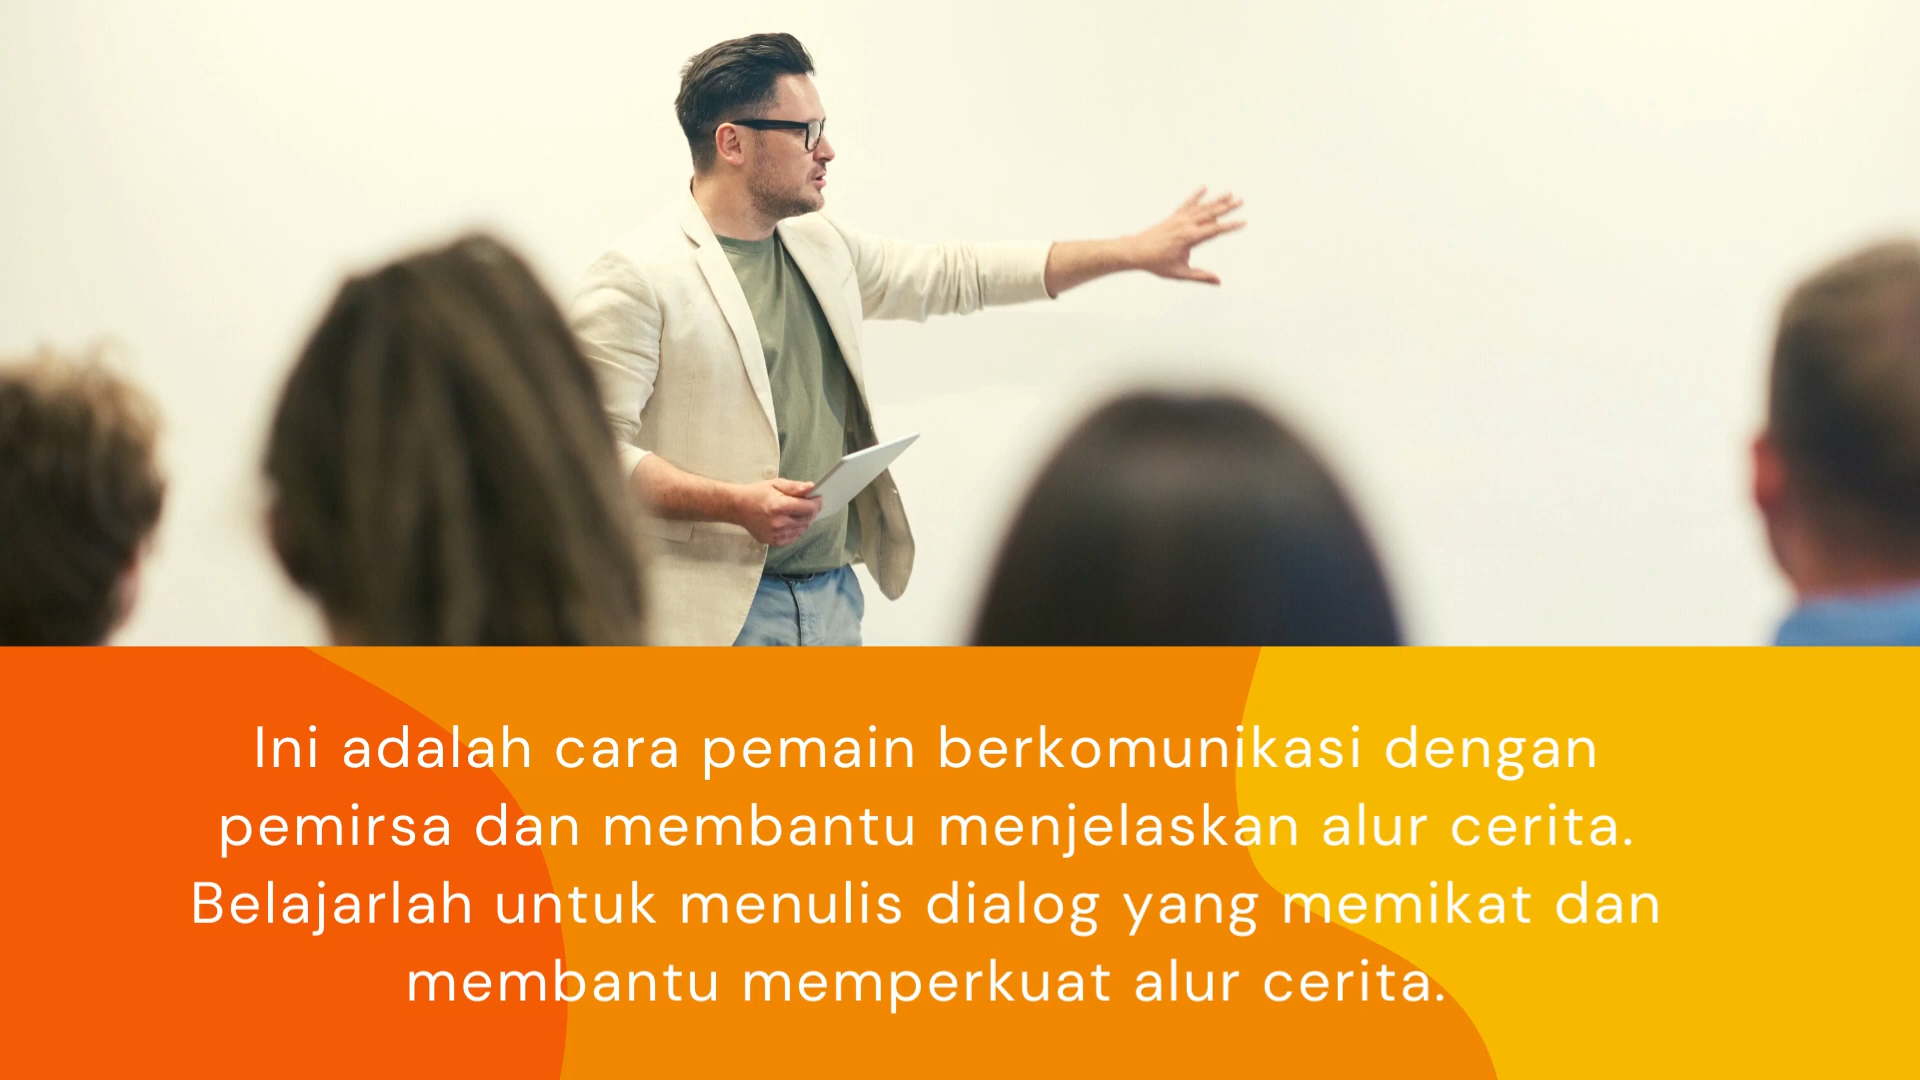 Ini adalah cara pemain berkomunikasi dengan
pemirsa dan membantu menjelaskan alur cerita.
Belajarlah untuk menulis dialog yang memikat dan
membantu memperkuat alur cerita.